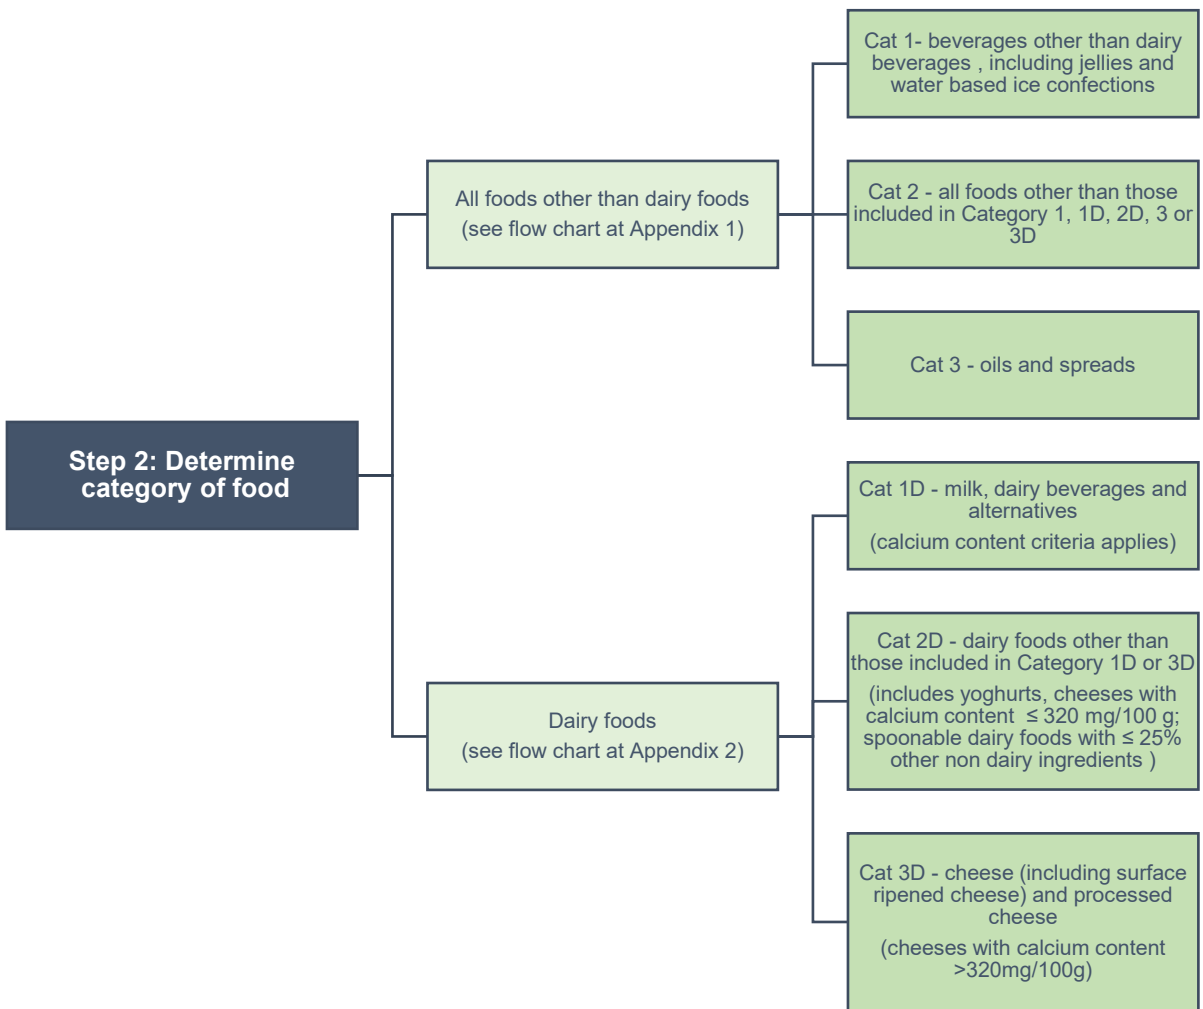 Step 2: Determine
category of food
All foods other than dairy foods
(see flow chart at Appendix 1)
Cat 1- beverages other than dairy
beverages , including jellies and
water based ice confections
Cat 2 - all foods other than those
included in Category 1, 1D, 2D, 3 or
3D
Cat 3 - oils and spreads
Dairy foods
(see flow chart at Appendix 2)
Cat 1D - milk, dairy beverages and
alternatives
(calcium content criteria applies)
Cat 2D - dairy foods other than
those included in Category 1D or 3D
(includes yoghurts, cheeses with
calcium content ≤ 320 mg/100 g;
spoonable dairy foods with ≤ 25%
other non dairy ingredients )
Cat 3D - cheese (including surface
ripened cheese) and processed
cheese
(cheeses with calcium content
>320mg/100g)